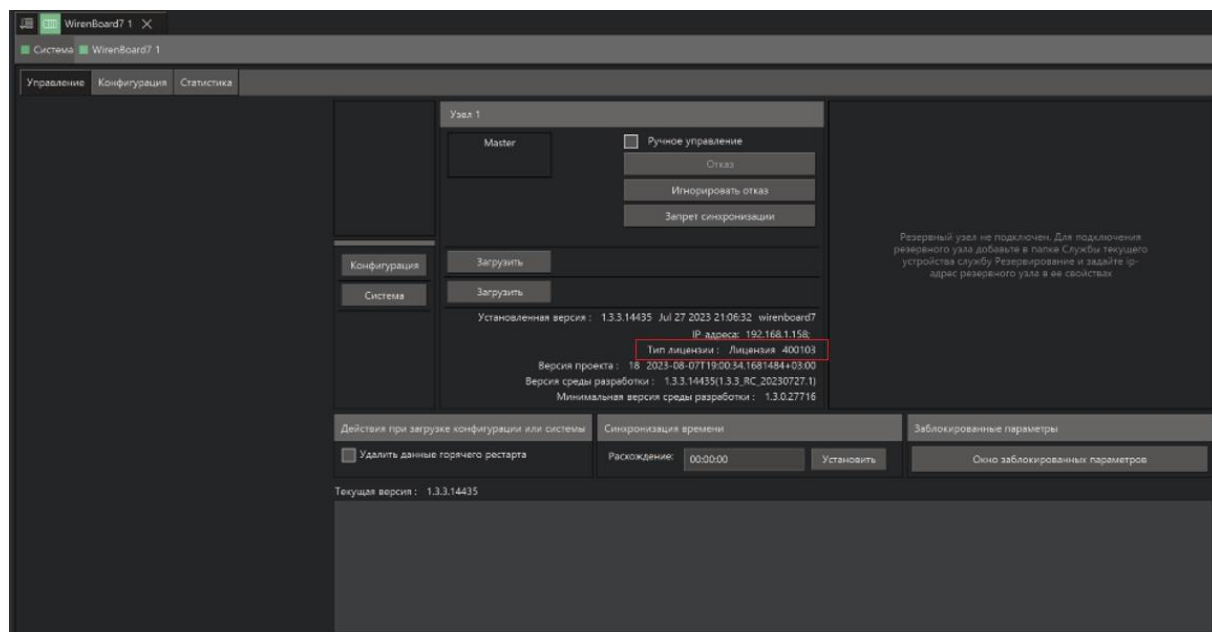 WirenBoard7 1
Система WirenBoard7 1
Управление Конфигурация Статистика
Узел 1
Master
Ручное управление
Отказ
Игнорировать отказ
Запрет синхронизации
Резервный узел не подключен. Для подключения
резервного узла добавьте в папке Службы текущего
устройства службу Резервирование и задайте ip-
адрес резервного узла в ее свойствах
Конфигурация Загрузить
Система Загрузить
Установленная версия : 1.3.3.14435 Jul 27 2023 21:06:32 wirenboard7
IP адреса: 192.168.1.158;
Тип лицензии : Лицензия 400103
Версия проекта : 18 2023-08-07T19:00:34.1681484+03:00
Версия среды разработки : 1.3.3.14435(1.3.3_RC_20230727.1)
Минимальная версия среды разработки : 1.3.0.27716
Действия при загрузке конфигурации или системы Синхронизация времени Заблокированные параметры
Удалить данные горячего рестарта Расхождение: 00:00:00 Установить Окно заблокированных параметров
Текущая версия : 1.3.3.14435